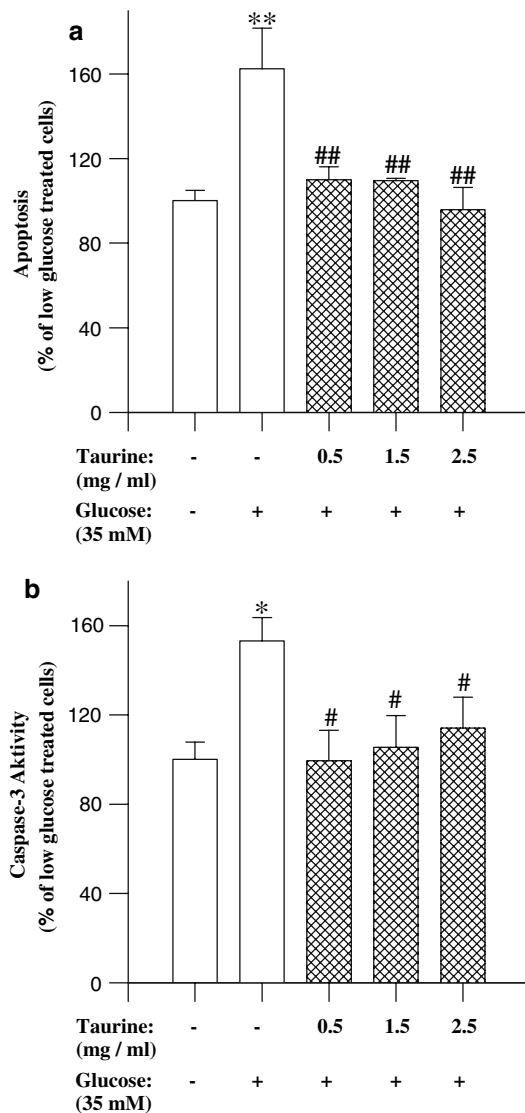 a
**
160
##
##
##
120
80
40
0
Apoptosis
(% of low glucose treated cells)
Taurine: - - 0.5 1.5 2.5
(mg / ml)
Glucose: - + + + +
(35 mM)
b
*
160
#
#
#
120
80
40
0
Caspase-3 Aktivity
(% of low glucose treated cells)
Taurine: - - 0.5 1.5 2.5
(mg / ml)
Glucose: - + + + +
(35 mM)